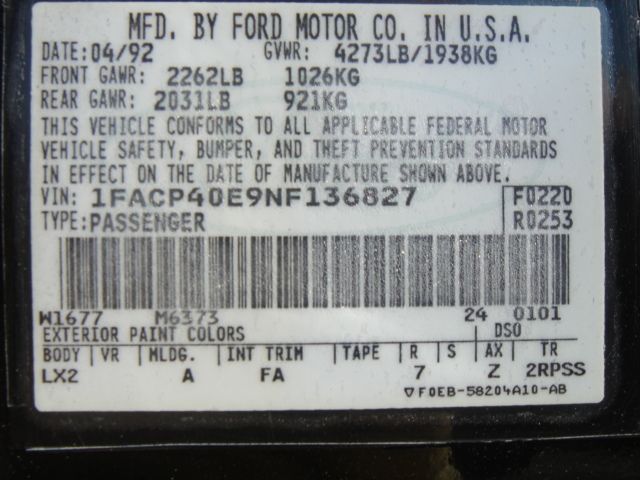 MFD. BY FORD MOTOR CO. IN U.S.A.
DATE: 04/92 GVWR: 4273LB/1938KG
FRONT GAWR: 2262LB 1026KG
REAR GAWR: 2031LB 921KG
THIS VEHICLE CONFORMS TO ALL APPLICABLE FEDERAL MOTOR
VEHICLE SAFETY, BUMPER, AND THEFT PREVENTION STANDARDS
IN EFFECT ON THE DATE OF MANUFACTURE SHOWN ABOVE.
VIN: 1FACP40E9NF136827 F0220
TYPE: PASSENGER R0253
W1677 M6373 24 0101
EXTERIOR PAINT COLORS DSO
BODY VR MLDG. INT TRIM TAPE R S AX TR
LX2 A FA 7 Z 2RPSS
▽F0EB-58204A10-AB